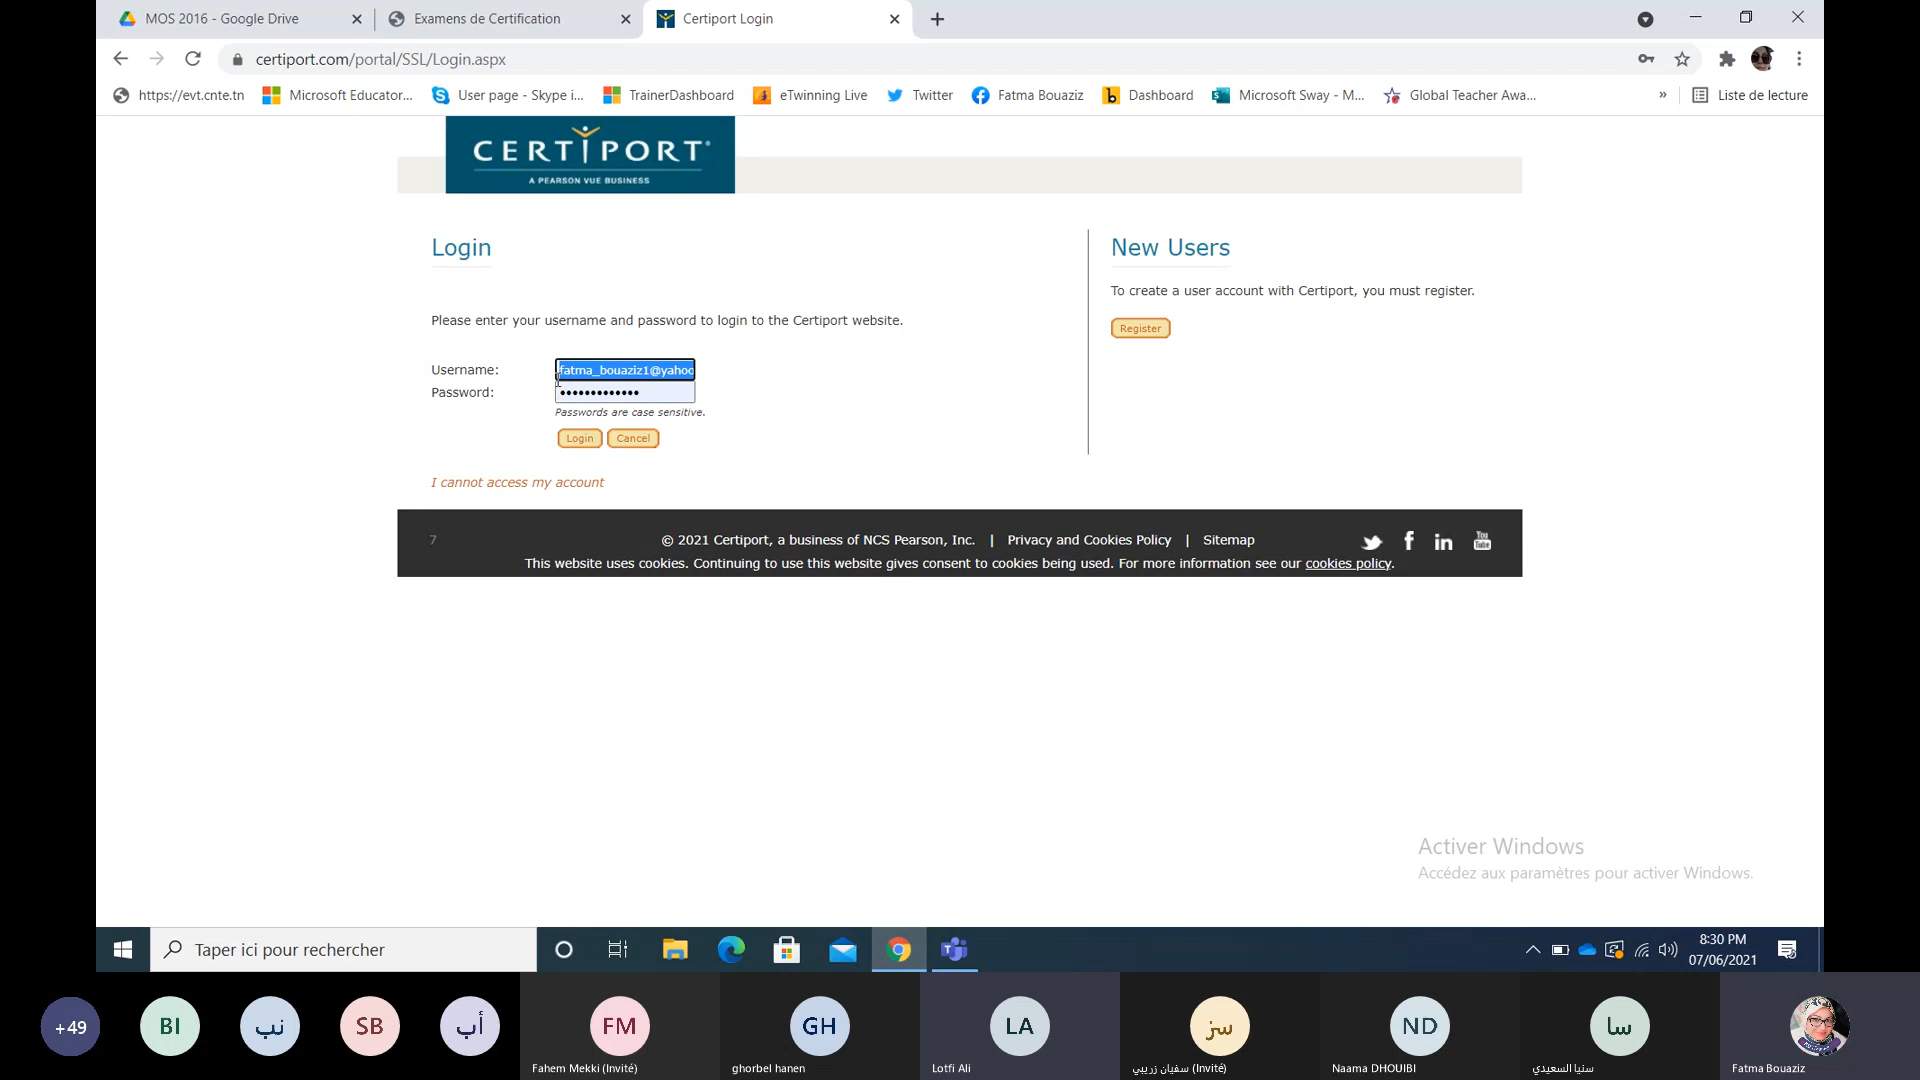 MOS 2016 - Google Drive
Examens de Certification
Certiport Login
certiport.com/portal/SSL/Login.aspx
https://evt.cnte.tn
Microsoft Educator...
User page - Skype i...
TrainerDashboard
eTwinning Live
Twitter
Fatma Bouaziz
Dashboard
Microsoft Sway - M...
Global Teacher Awa...
»
Liste de lecture
CERTIPORT®
A PEARSON VUE BUSINESS
Login
New Users
To create a user account with Certiport, you must register.
Register
Please enter your username and password to login to the Certiport website.
Username:
fatma_bouaziz1@yahoo
Password:
•••••••••••••
Passwords are case sensitive.
Login
Cancel
I cannot access my account
7
© 2021 Certiport, a business of NCS Pearson, Inc. | Privacy and Cookies Policy | Sitemap
This website uses cookies. Continuing to use this website gives consent to cookies being used. For more information see our cookies policy.
You Tube
Activer Windows
Accédez aux paramètres pour activer Windows.
Taper ici pour rechercher
8:30 PM
07/06/2021
+49
BI
نب
SB
أب
FM
Fahem Mekki (Invité)
GH
ghorbel hanen
LA
Lotfi Ali
سز
سفيان زريبي (Invité)
ND
Naama DHOUIBI
سا
سنيا السعيدي
Fatma Bouaziz